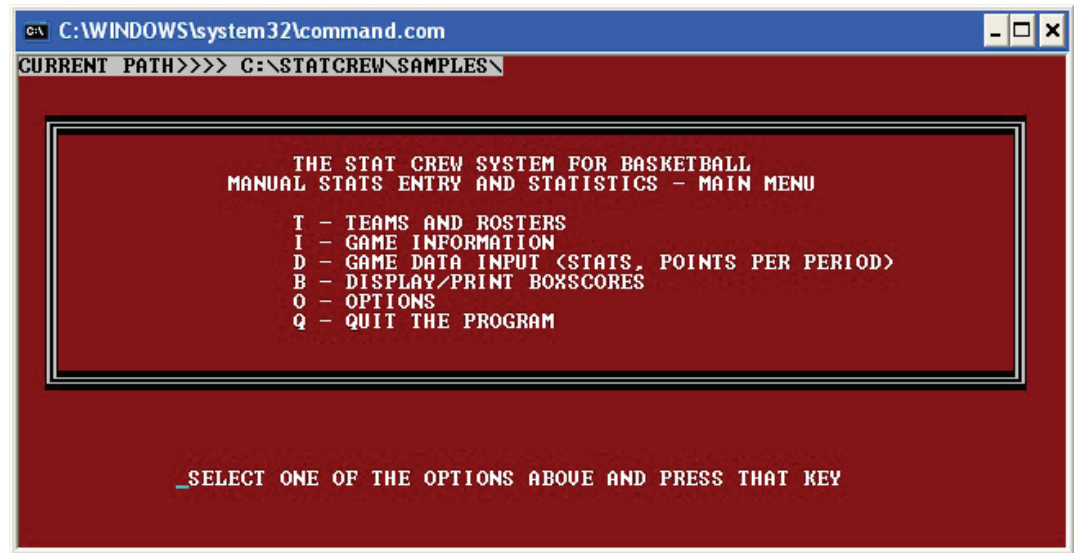 C:\WINDOWS\system32\command.com
CURRENT PATH>>>> C:\STATCREW\SAMPLES\
THE STAT CREW SYSTEM FOR BASKETBALL
MANUAL STATS ENTRY AND STATISTICS - MAIN MENU
T - TEAMS AND ROSTERS
I - GAME INFORMATION
D - GAME DATA INPUT (STATS, POINTS PER PERIOD)
B - DISPLAY/PRINT BOXSCORES
O - OPTIONS
Q - QUIT THE PROGRAM
_SELECT ONE OF THE OPTIONS ABOVE AND PRESS THAT KEY